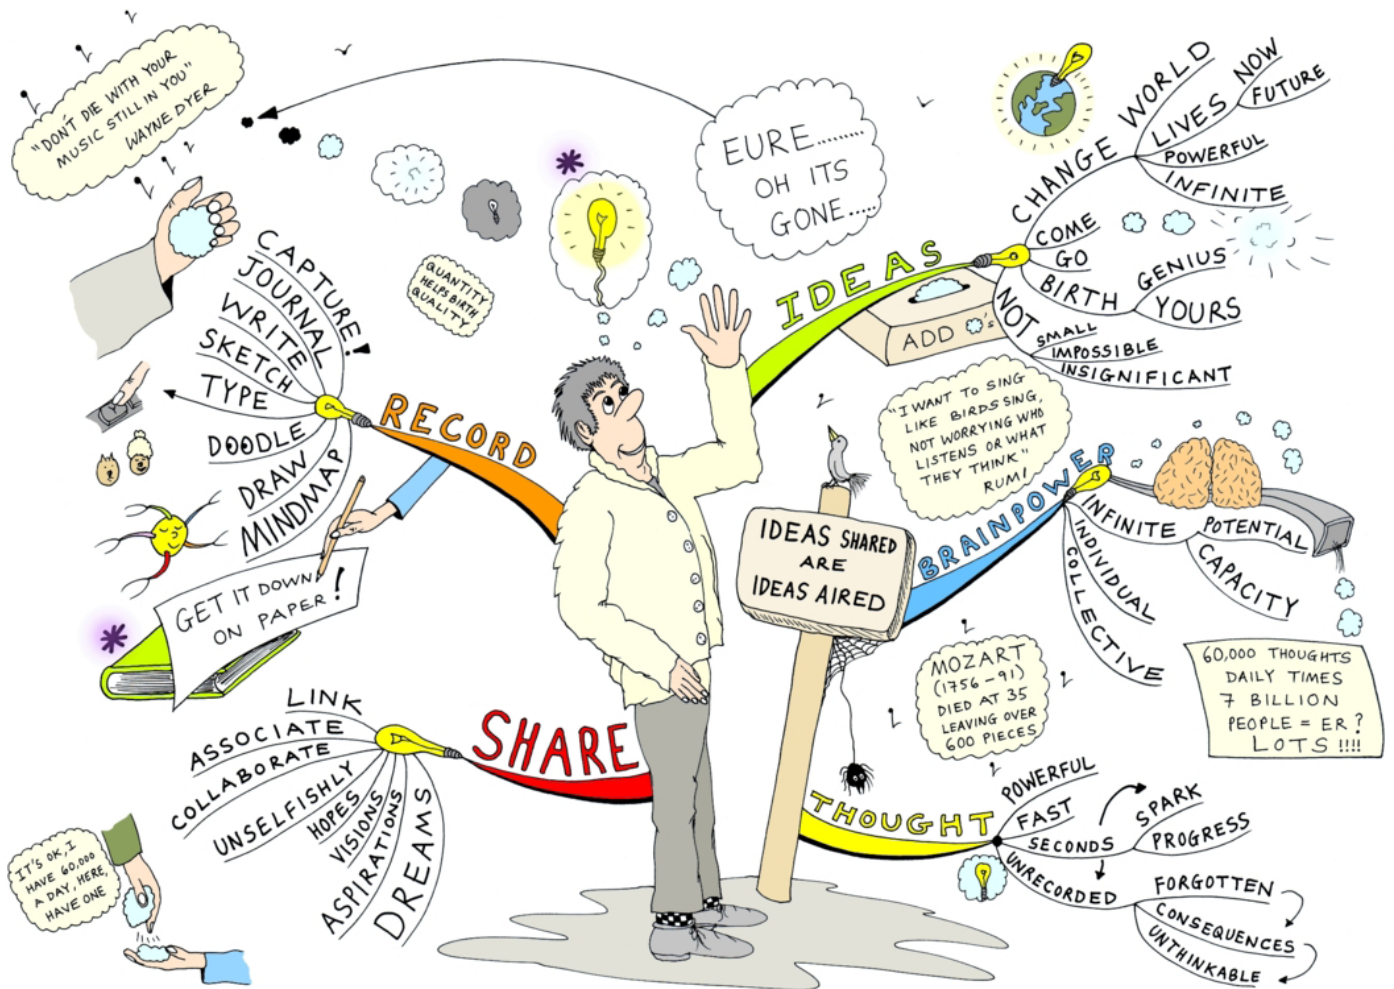 "DON'T DIE WITH YOUR
MUSIC STILL IN YOU"
WAYNE DYER
EURE........
OH ITS
GONE.....
QUANTITY
HELPS BIRTH
QUALITY
IDEAS
CHANGE
WORLD
LIVES
NOW
FUTURE
POWERFUL
INFINITE
COME
GO
BIRTH
GENIUS
YOURS
NOT
SMALL
IMPOSSIBLE
INSIGNIFICANT
ADD 's
RECORD
CAPTURE!
JOURNAL
WRITE
SKETCH
TYPE
DOODLE
DRAW
MINDMAP
GET IT DOWN
ON PAPER!
"I WANT TO SING
LIKE BIRDS SING,
NOT WORRYING WHO
LISTENS OR WHAT
THEY THINK"
RUMI
IDEAS SHARED
ARE
IDEAS AIRED
BRAINPOWER
INFINITE
POTENTIAL
CAPACITY
INDIVIDUAL
COLLECTIVE
60,000 THOUGHTS
DAILY TIMES
7 BILLION
PEOPLE = ER?
LOTS !!!!
MOZART
(1756-91)
DIED AT 35
LEAVING OVER
600 PIECES
SHARE
LINK
ASSOCIATE
COLLABORATE
UNSELFISHLY
HOPES
VISIONS
ASPIRATIONS
DREAMS
IT'S OK, I
HAVE 60,000
A DAY, HERE,
HAVE ONE
THOUGHT
POWERFUL
FAST
SECONDS
SPARK
PROGRESS
UNRECORDED
FORGOTTEN
CONSEQUENCES
UNTHINKABLE